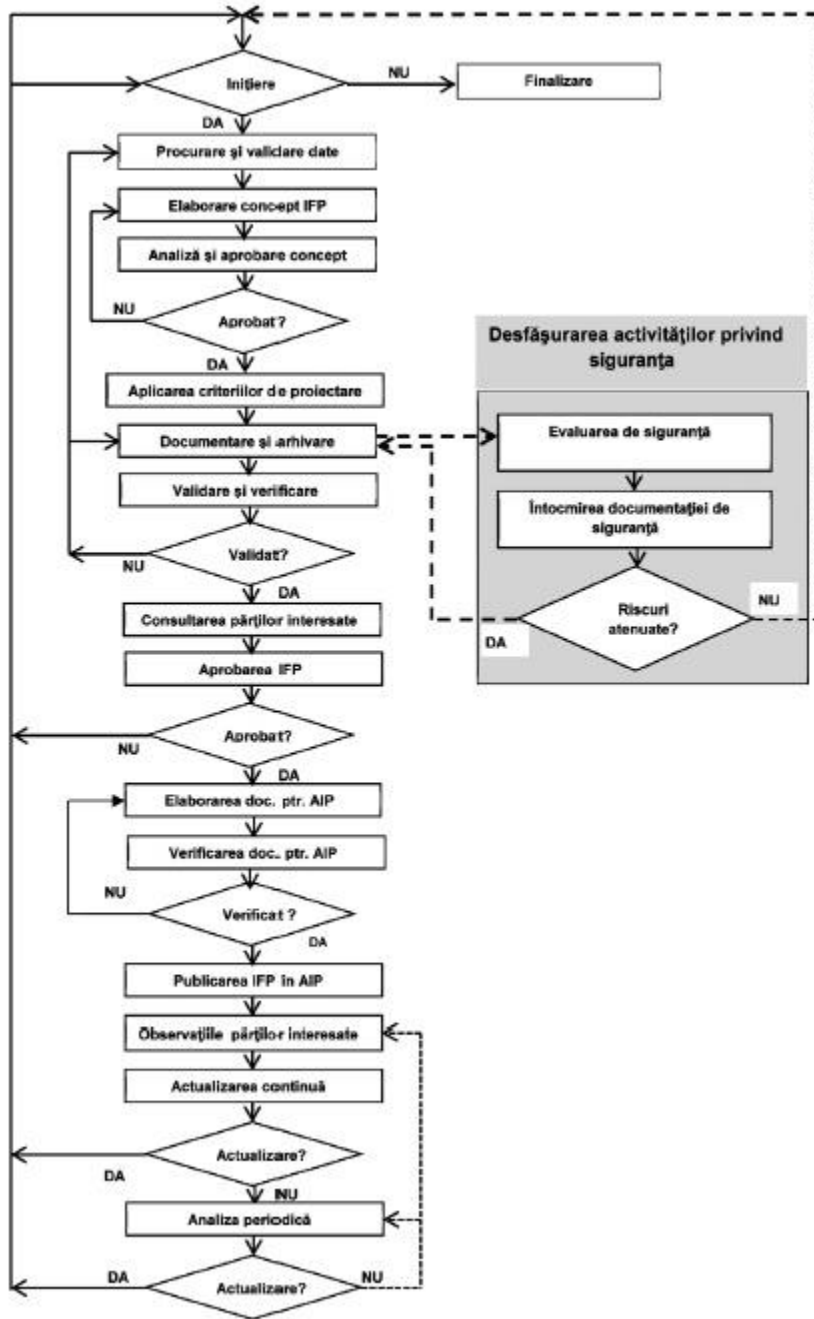 Inițiere
NU
Finalizare
DA
Procurare și validare date
Elaborare concept IFP
Analiză și aprobare concept
NU
Aprobat?
DA
Aplicarea criteriilor de proiectare
Documentare și arhivare
Validare și verificare
NU
Validat?
DA
Consultarea părților interesate
Aprobarea IFP
NU
Aprobat?
DA
Elaborarea doc. ptr. AIP
Verificarea doc. ptr. AIP
NU
Verificat ?
DA
Publicarea IFP în AIP
Observațiile părților interesate
Actualizarea continuă
Actualizare?
DA
NU
Analiza periodică
DA
Actualizare?
NU
Desfășurarea activităților privind
siguranța
Evaluarea de siguranță
Întocmirea documentației de
siguranță
Riscuri
atenuate?
NU
DA